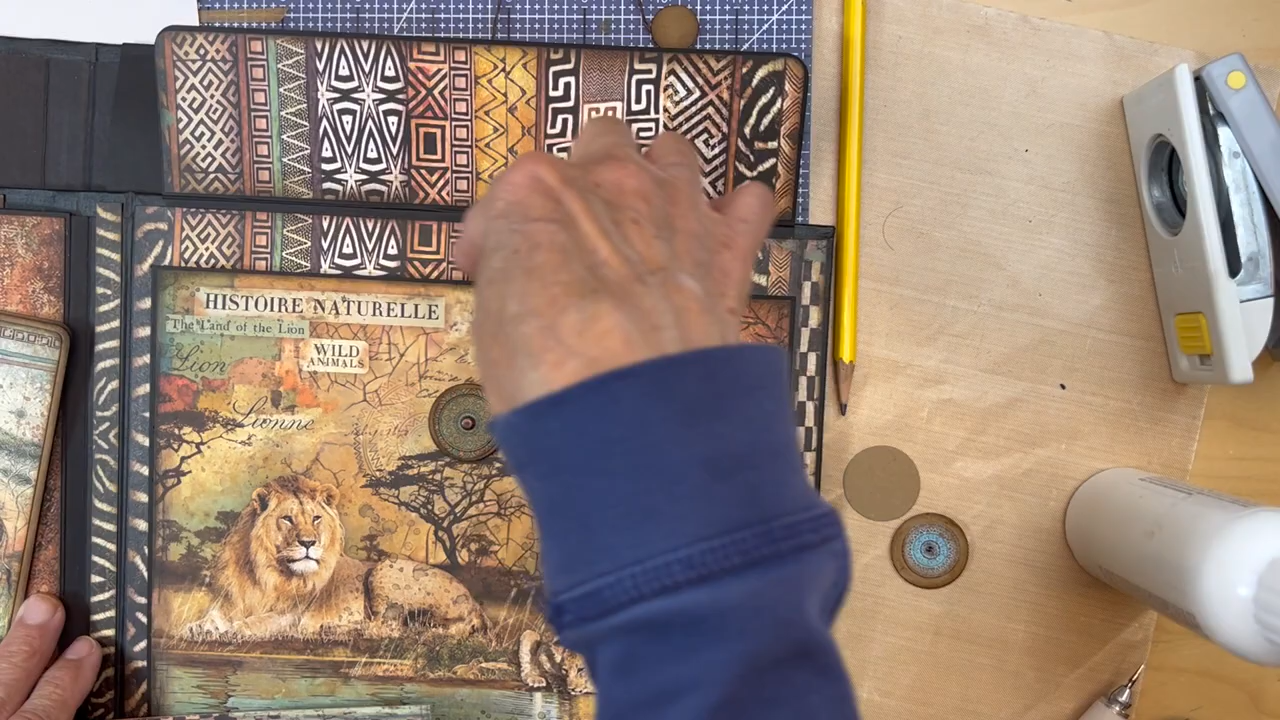 HISTOIRE NATURELLE
The Land of the Lion
WILD
ANIMALS
Lion
Lionne